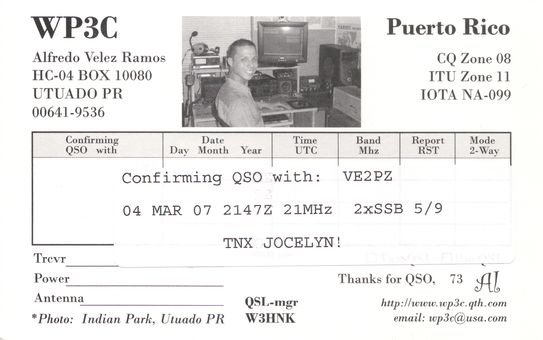 WP3C
Puerto Rico
Alfredo Velez Ramos
HC-04 BOX 10080
UTUADO PR
00641-9536
CQ Zone 08
ITU Zone 11
IOTA NA-099
Confirming QSO with
Date Day Month Year
Time UTC
Band Mhz
Report RST
Mode 2-Way
Confirming QSO with: VE2PZ
04 MAR 07 2147Z 21MHz 2xSSB 5/9
TNX JOCELYN!
Trcvr
Power
Antenna
*Photo: Indian Park, Utuado PR
QSL-mgr
W3HNK
Thanks for QSO, 73 Al
http://www.wp3c.qth.com
email: wp3c@usa.com